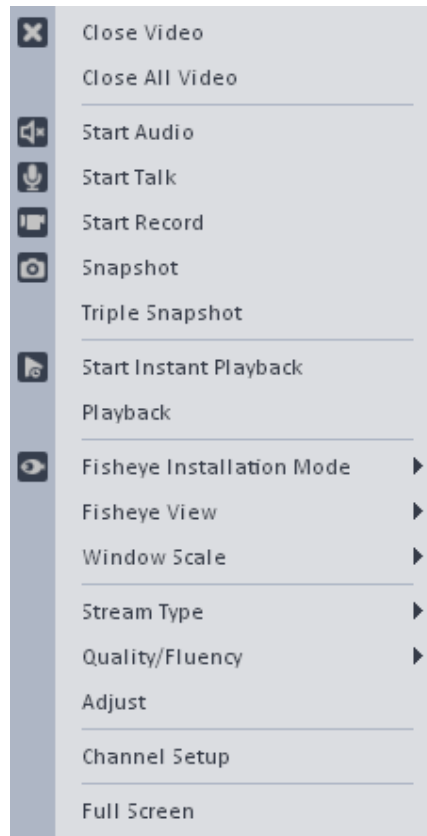 Close Video
Close All Video
Start Audio
Start Talk
Start Record
Snapshot
Triple Snapshot
Start Instant Playback
Playback
Fisheye Installation Mode
Fisheye View
Window Scale
Stream Type
Quality/Fluency
Adjust
Channel Setup
Full Screen